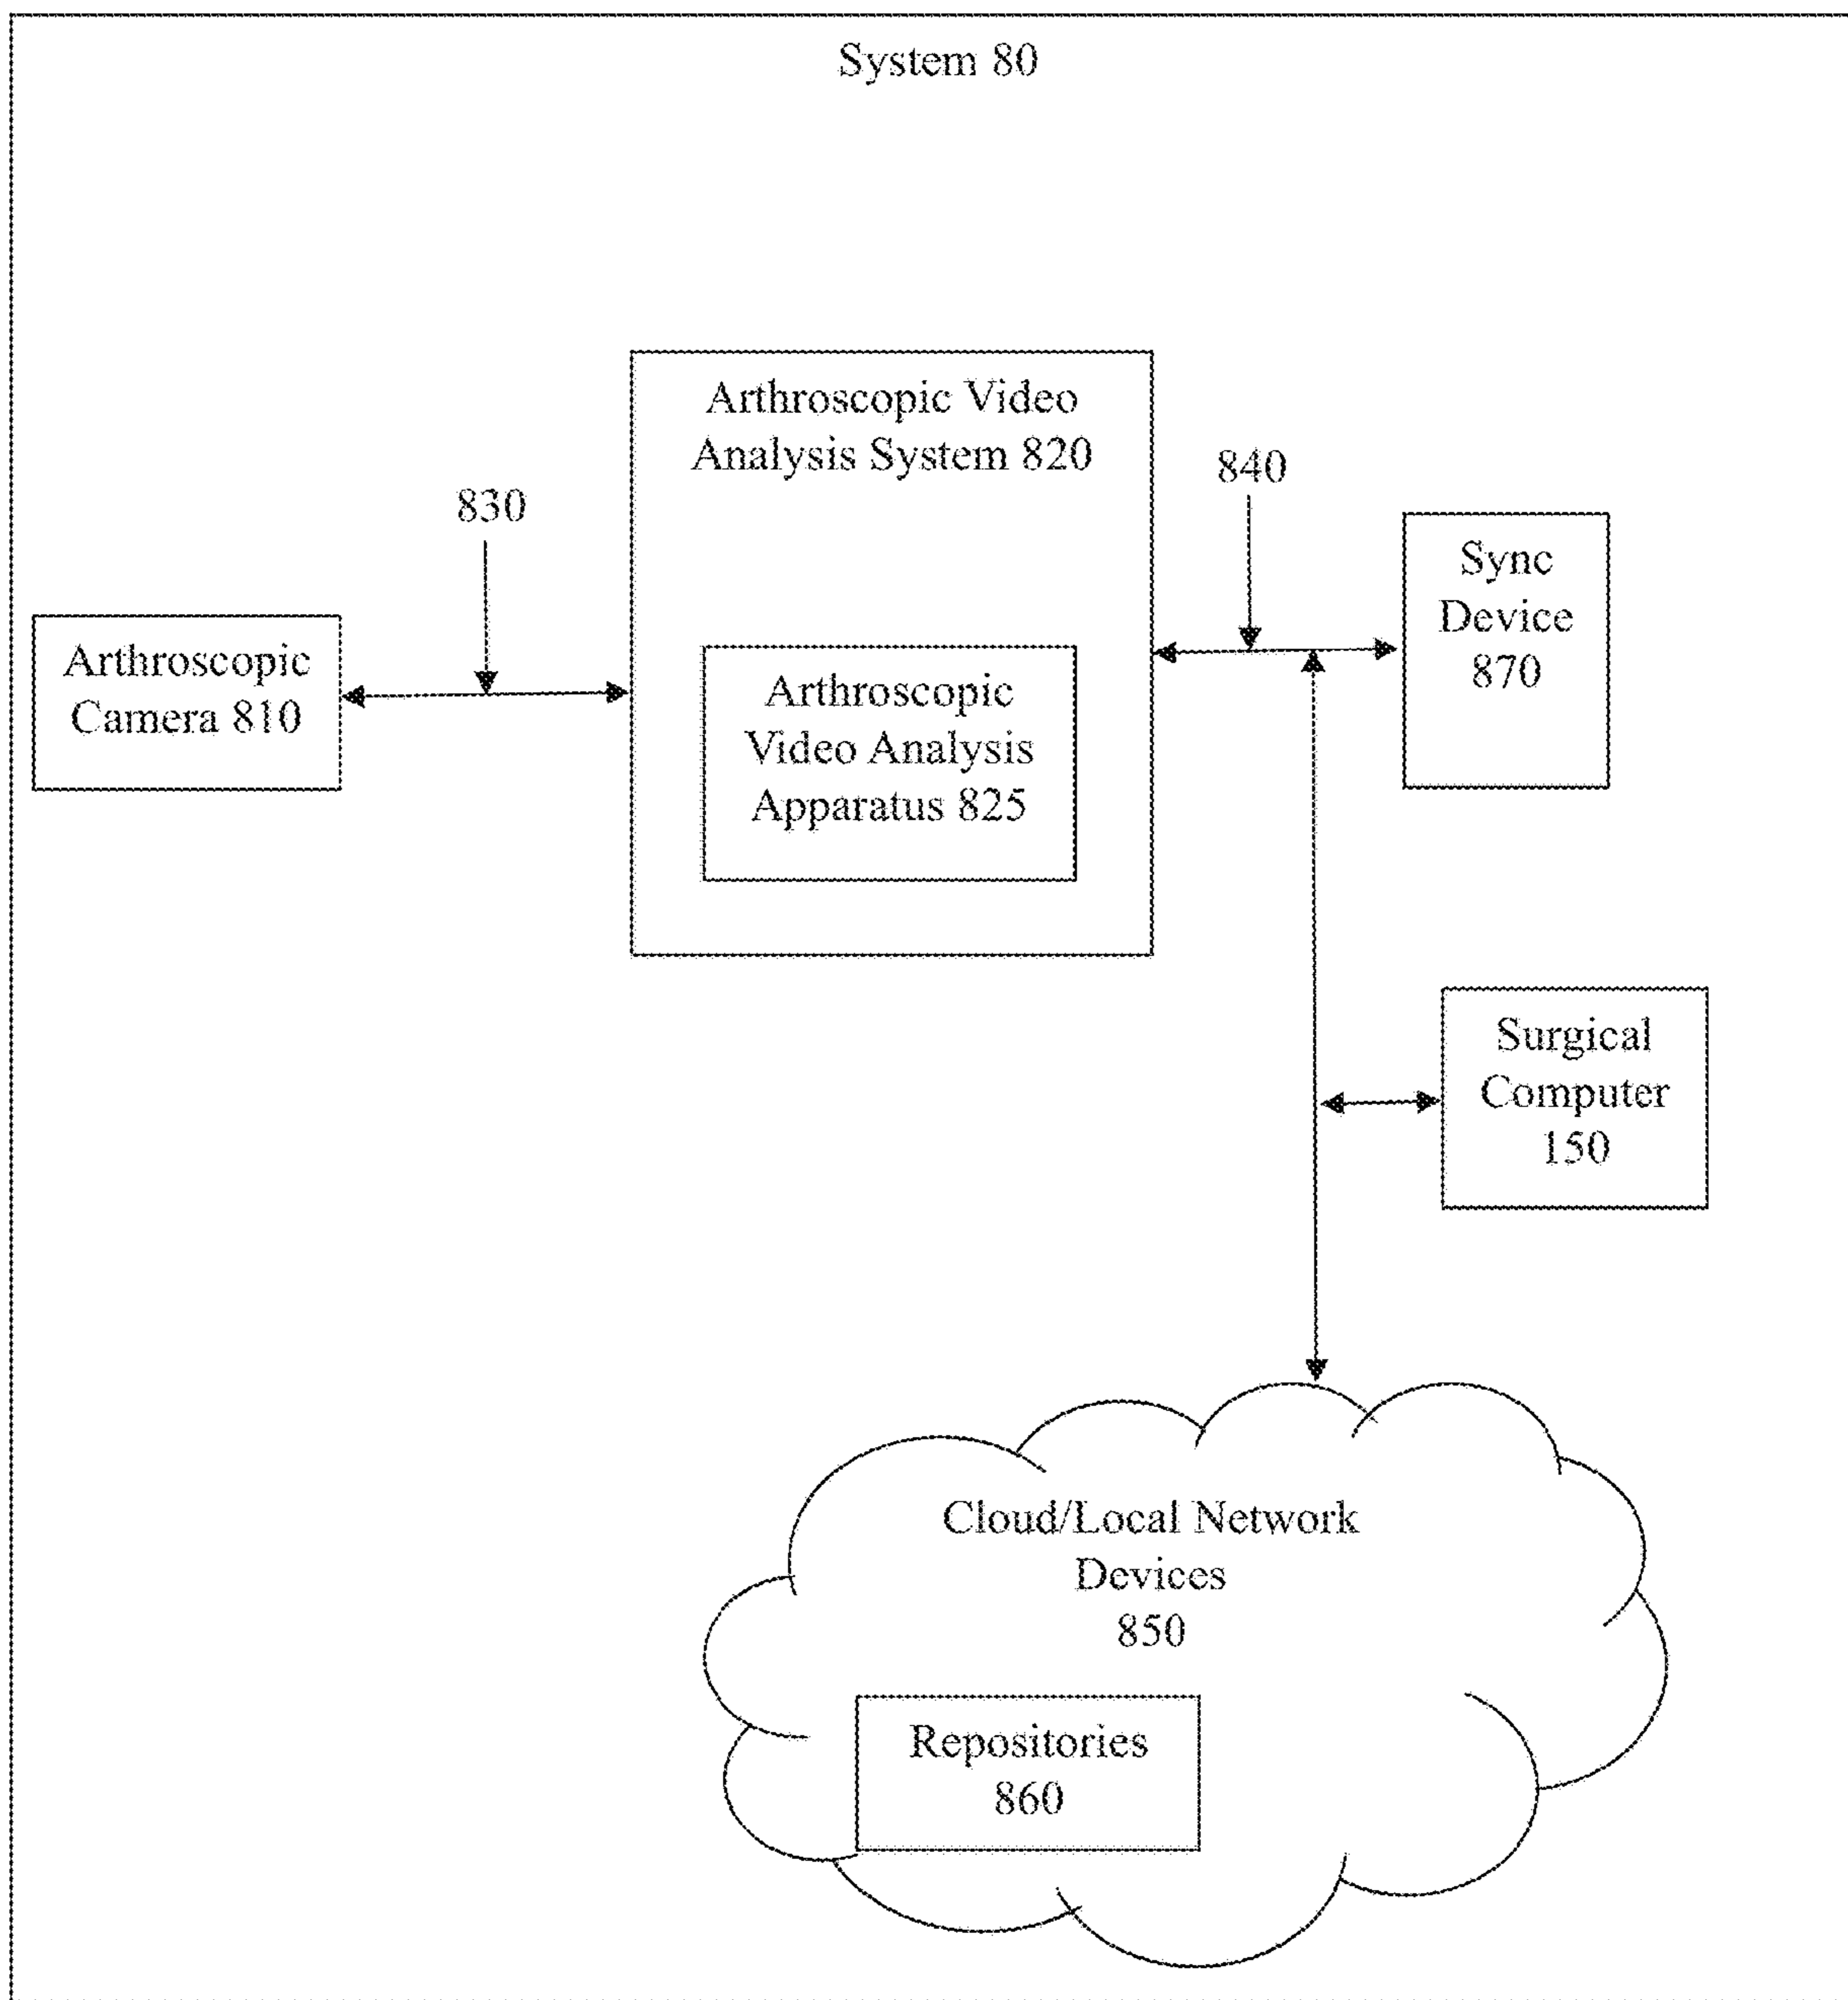 System 80
Arthroscopic Video
Analysis System 820
840
830
Sync
Device
870
Arthroscopic
Camera 810
Arthroscopic
Video Analysis
Apparatus 825
Surgical
Computer
150
Cloud/Local Network
Devices
850
Repositories
860